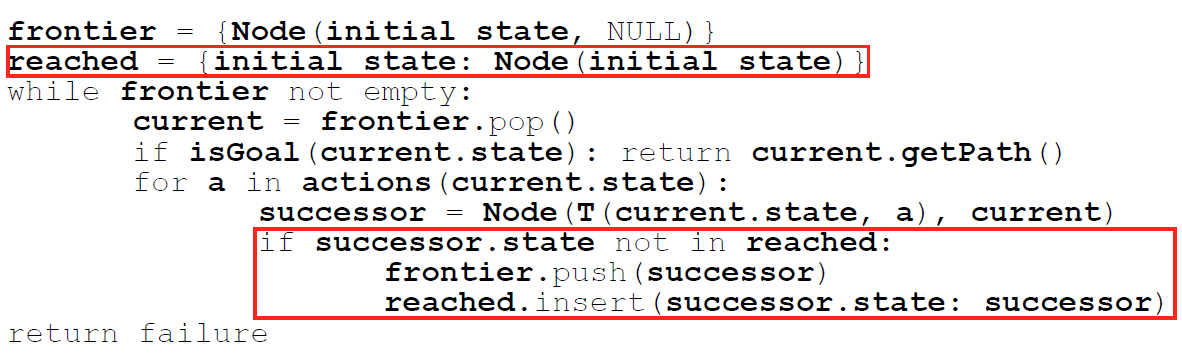 frontier = {Node(initial state, NULL)}
reached = {initial state: Node(initial state)}
while frontier not empty:
current = frontier.pop()
if isGoal(current.state): return current.getPath()
for a in actions(current.state):
successor = Node(T(current.state, a), current)
if successor.state not in reached:
frontier.push(successor)
reached.insert(successor.state: successor)
return failure